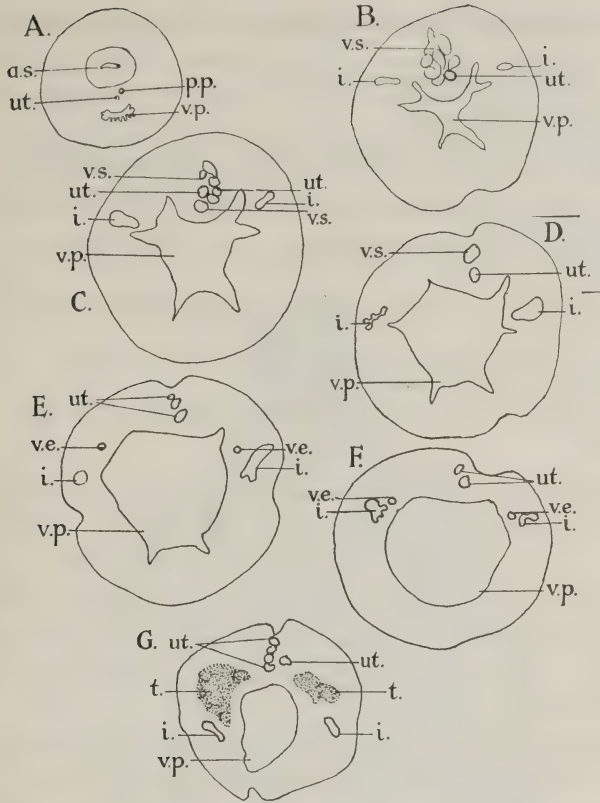 A.
a.s.
ut.
p.p.
v.p.
B.
v.s.
i.
i.
ut.
v.p.
v.s.
ut.
i.
v.p.
ut.
i.
v.s.
C.
D.
v.s.
ut.
i.
i.
v.p.
E.
ut.
v.e.
i.
v.p.
v.e.
i.
F.
ut.
v.e.
i.
v.e.
i.
v.p.
G.
ut.
ut.
t.
t.
i.
i.
v.p.